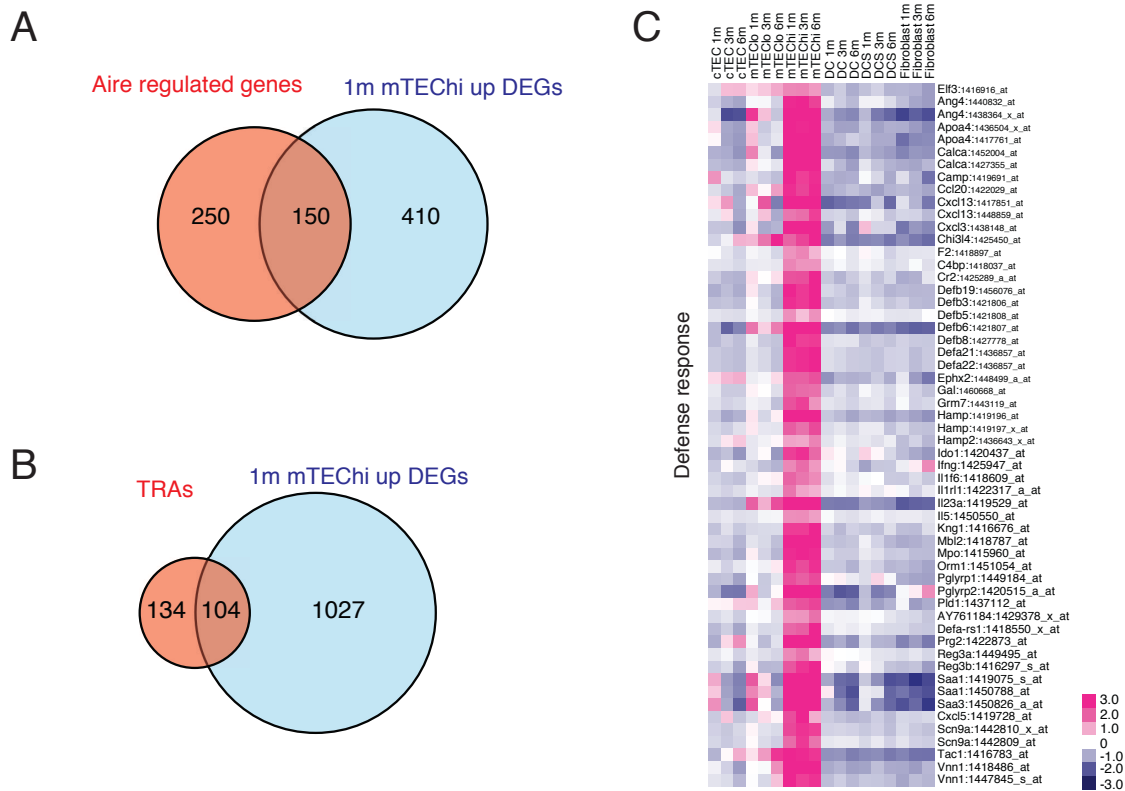 A
Aire regulated genes
1m mTEChi up DEGs
250
150
410
B
TRAs
1m mTEChi up DEGs
134
104
1027
C
cTEC 1m
cTEC 3m
cTEC 6m
mTEClo 1m
mTEClo 3m
mTEClo 6m
mTEChi 1m
mTEChi 3m
mTEChi 6m
DC 1m
DC 3m
DC 6m
DCS 1m
DCS 3m
DCS 6m
Fibroblast 1m
Fibroblast 3m
Fibroblast 6m
Defense response
Elf3:1416916_at
Ang4:1440832_at
Ang4:1438364_x_at
Apoa4:1436504_x_at
Apoa4:1417761_at
Calca:1452004_at
Calca:1427355_at
Camp:1419691_at
Ccl20:1422029_at
Cxcl13:1417851_at
Cxcl13:1448859_at
Cxcl3:1438148_at
Chi3l4:1425450_at
F2:1418897_at
C4bp:1418037_at
Cr2:1425289_a_at
Defb19:1456076_at
Defb3:1421806_at
Defb5:1421808_at
Defb6:1421807_at
Defb8:1427778_at
Defa21:1436857_at
Defa22:1436857_at
Ephx2:1448499_a_at
Gal:1460668_at
Grm7:1443119_at
Hamp:1419196_at
Hamp:1419197_x_at
Hamp2:1436643_x_at
Ido1:1420437_at
Ifng:1425947_at
Il1f6:1418609_at
Il1rl1:1422317_a_at
Il23a:1419529_at
Il5:1450550_at
Kng1:1416676_at
Mbl2:1418787_at
Mpo:1415960_at
Orm1:1451054_at
Pglyrp1:1449184_at
Pglyrp2:1420515_a_at
Pld1:1437112_at
AY761184:1429378_x_at
Defa-rs1:1418550_x_at
Prg2:1422873_at
Reg3a:1449495_at
Reg3b:1416297_s_at
Saa1:1419075_s_at
Saa1:1450788_at
Saa3:1450826_a_at
Cxcl5:1419728_at
Scn9a:1442810_x_at
Scn9a:1442809_at
Tac1:1416783_at
Vnn1:1418486_at
Vnn1:1447845_s_at
3.0
2.0
1.0
0
-1.0
-2.0
-3.0